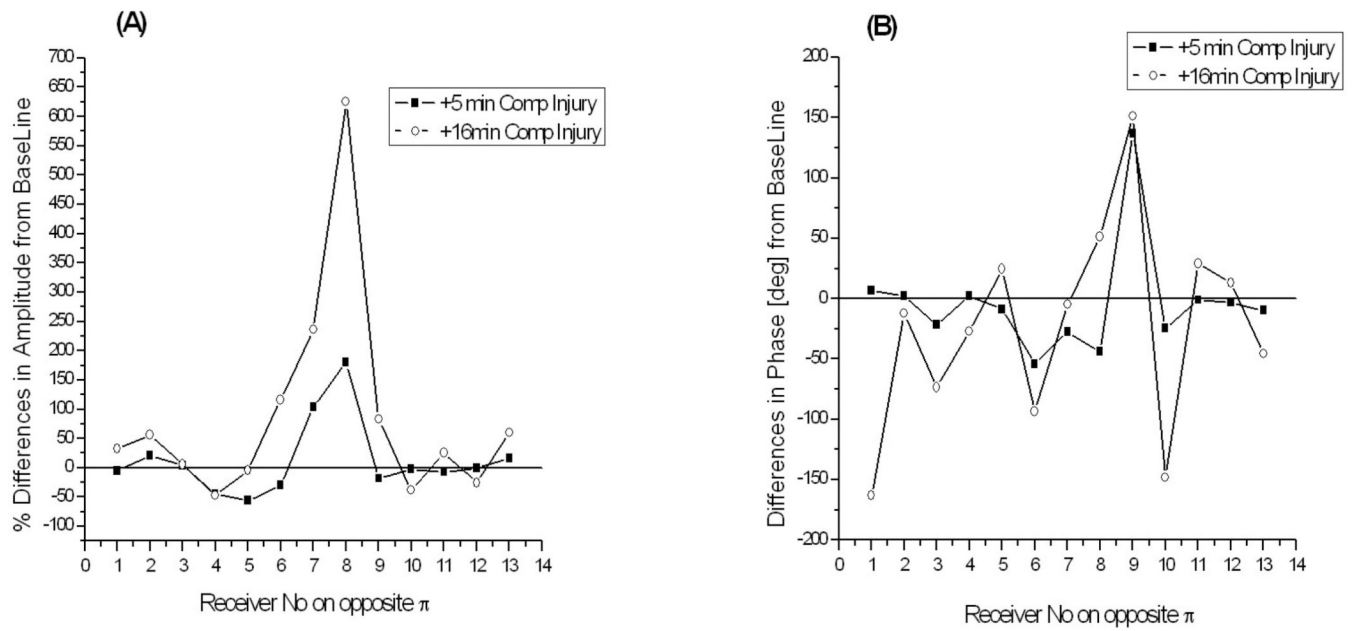 (A)
700
650
600
550
500
450
400
350
300
250
200
150
100
50
0
-50
-100
% Differences in Amplitude from BaseLine
+5 min Comp Injury
+16min Comp Injury
0 1 2 3 4 5 6 7 8 9 10 11 12 13 14
Receiver No on opposite π
(B)
200
150
100
50
0
-50
-100
-150
-200
Differences in Phase [deg] from BaseLine
+5 min Comp Injury
+16min Comp Injury
0 1 2 3 4 5 6 7 8 9 10 11 12 13 14
Receiver No on opposite π